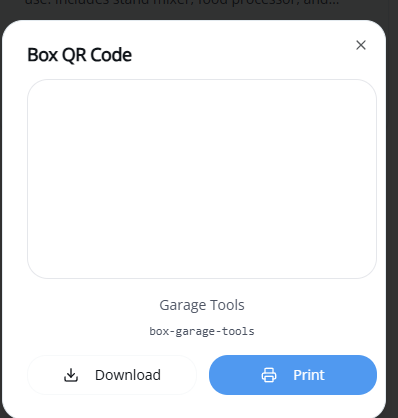 use. Includes stand mixer, food processor, and...
Box QR Code
Garage Tools
box-garage-tools
Download
Print